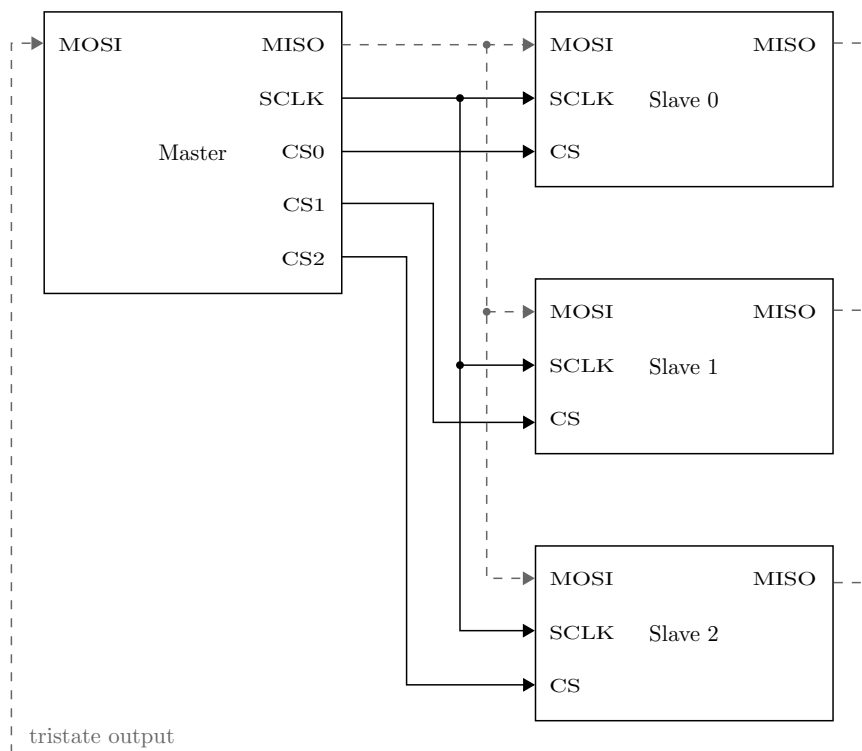 MOSI MISO
SCLK
Master CS0
CS1
CS2
MOSI MISO
SCLK Slave 0
CS
MOSI MISO
SCLK Slave 1
CS
MOSI MISO
SCLK Slave 2
CS
tristate output